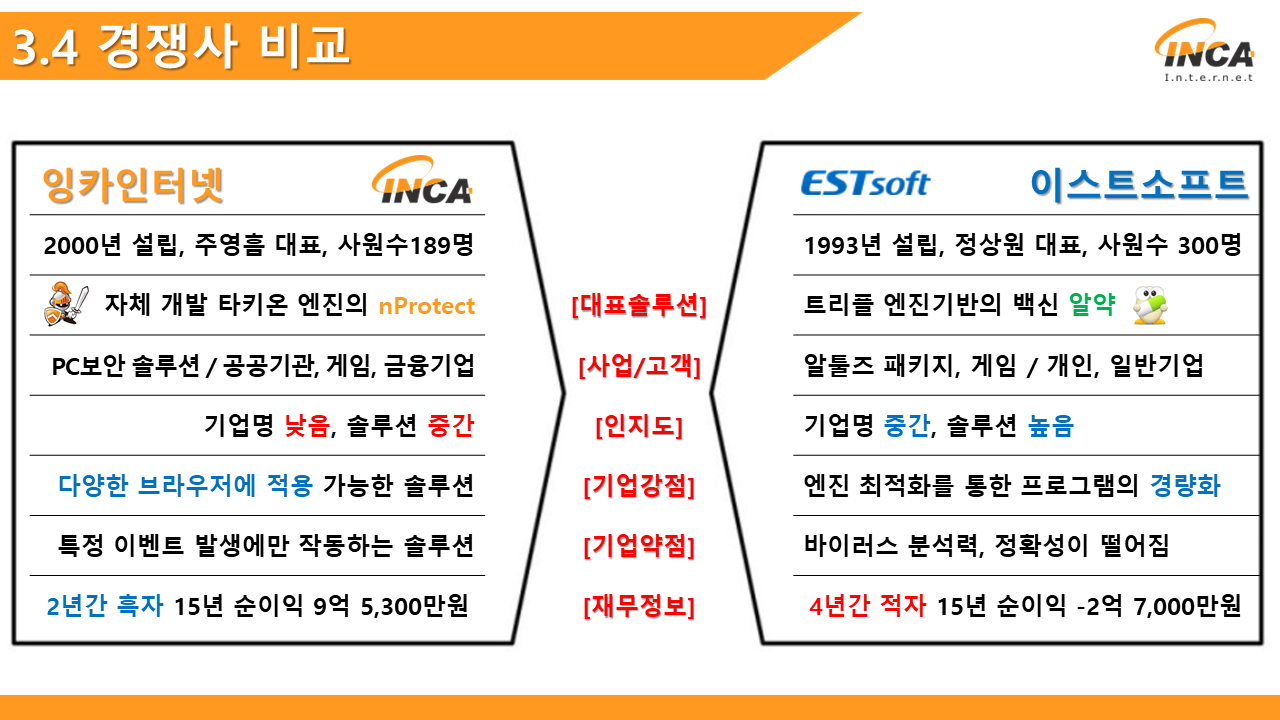 3.4 경쟁사 비교
INCA
I.n.t.e.r.n.e.t
잉카인터넷 INCA
2000년 설립, 주영흠 대표, 사원수189명
자체 개발 타키온 엔진의 nProtect
PC보안 솔루션 / 공공기관, 게임, 금융기업
기업명 낮음, 솔루션 중간
다양한 브라우저에 적용 가능한 솔루션
특정 이벤트 발생에만 작동하는 솔루션
2년간 흑자 15년 순이익 9억 5,300만원
[대표솔루션]
[사업/고객]
[인지도]
[기업강점]
[기업약점]
[재무정보]
ESTsoft 이스트소프트
1993년 설립, 정상원 대표, 사원수 300명
트리플 엔진기반의 백신 알약
알툴즈 패키지, 게임 / 개인, 일반기업
기업명 중간, 솔루션 높음
엔진 최적화를 통한 프로그램의 경량화
바이러스 분석력, 정확성이 떨어짐
4년간 적자 15년 순이익 -2억 7,000만원